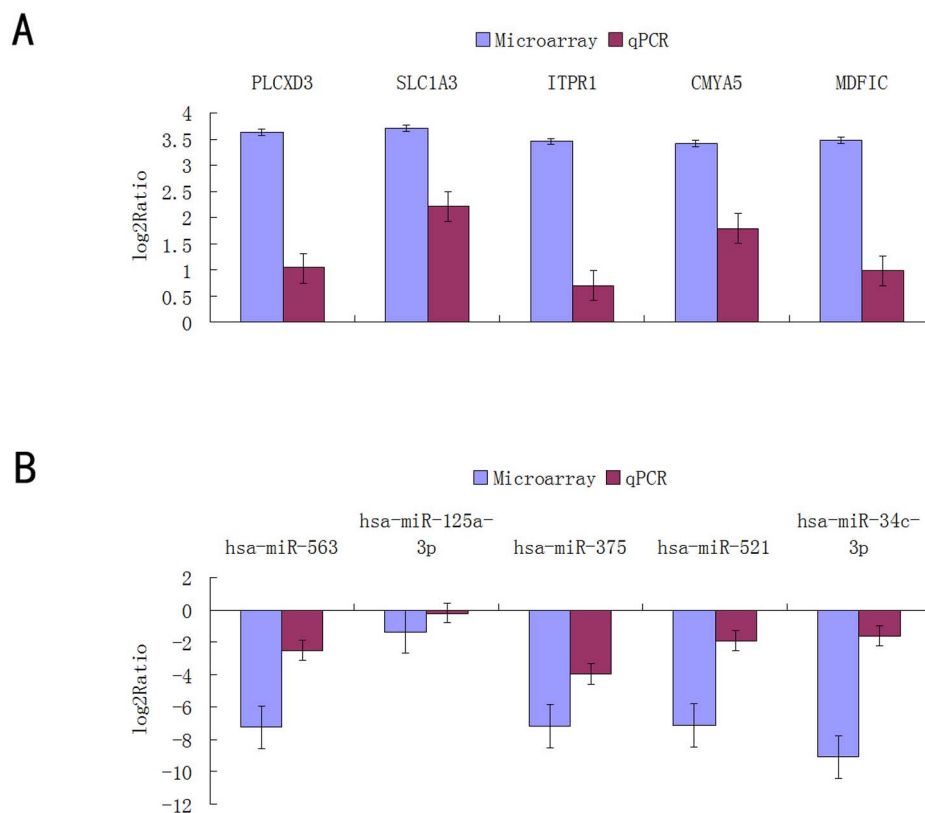 A
Microarray qPCR
PLCXD3 SLC1A3 ITPR1 CMYA5 MDFIC
4
3.5
3
2.5
2
1.5
1
0.5
0
log2Ratio
B
Microarray qPCR
hsa-miR-563 hsa-miR-125a-3p hsa-miR-375 hsa-miR-521 hsa-miR-34c-3p
2
0
-2
-4
-6
-8
-10
-12
log2Ratio